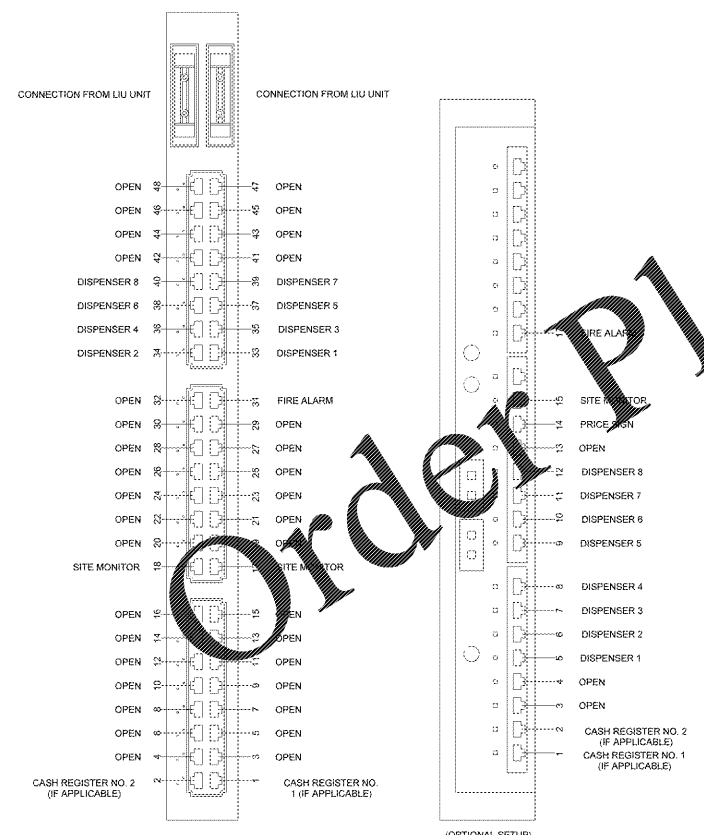 CONNECTION FROM LIU UNIT
CONNECTION FROM LIU UNIT
OPEN 48 47 OPEN
OPEN 46 45 OPEN
OPEN 44 43 OPEN
OPEN 42 41 OPEN
DISPENSER 8 40 39 DISPENSER 7
DISPENSER 6 38 37 DISPENSER 5
DISPENSER 4 36 35 DISPENSER 3
DISPENSER 2 34 33 DISPENSER 1
OPEN 32 31 FIRE ALARM
OPEN 30 29 OPEN
OPEN 28 27 OPEN
OPEN 26 25 OPEN
OPEN 24 23 OPEN
OPEN 22 21 OPEN
OPEN 20 OPEN
SITE MONITOR 18 SITE MONITOR
OPEN 16 15 OPEN
OPEN 14 13 OPEN
OPEN 12 11 OPEN
OPEN 10 9 OPEN
OPEN 8 7 OPEN
OPEN 6 5 OPEN
OPEN 4 3 OPEN
CASH REGISTER NO. 2 2 1 CASH REGISTER NO.
(IF APPLICABLE) 1 (IF APPLICABLE)
FIRE ALARM
15 SITE MONITOR
14 PRICE SIGN
13 OPEN
12 DISPENSER 8
11 DISPENSER 7
10 DISPENSER 6
9 DISPENSER 5
8 DISPENSER 4
7 DISPENSER 3
6 DISPENSER 2
5 DISPENSER 1
4 OPEN
3 OPEN
2 CASH REGISTER NO. 2
(IF APPLICABLE)
1 CASH REGISTER NO. 1
(IF APPLICABLE)
(OPTIONAL SETUP)
Order